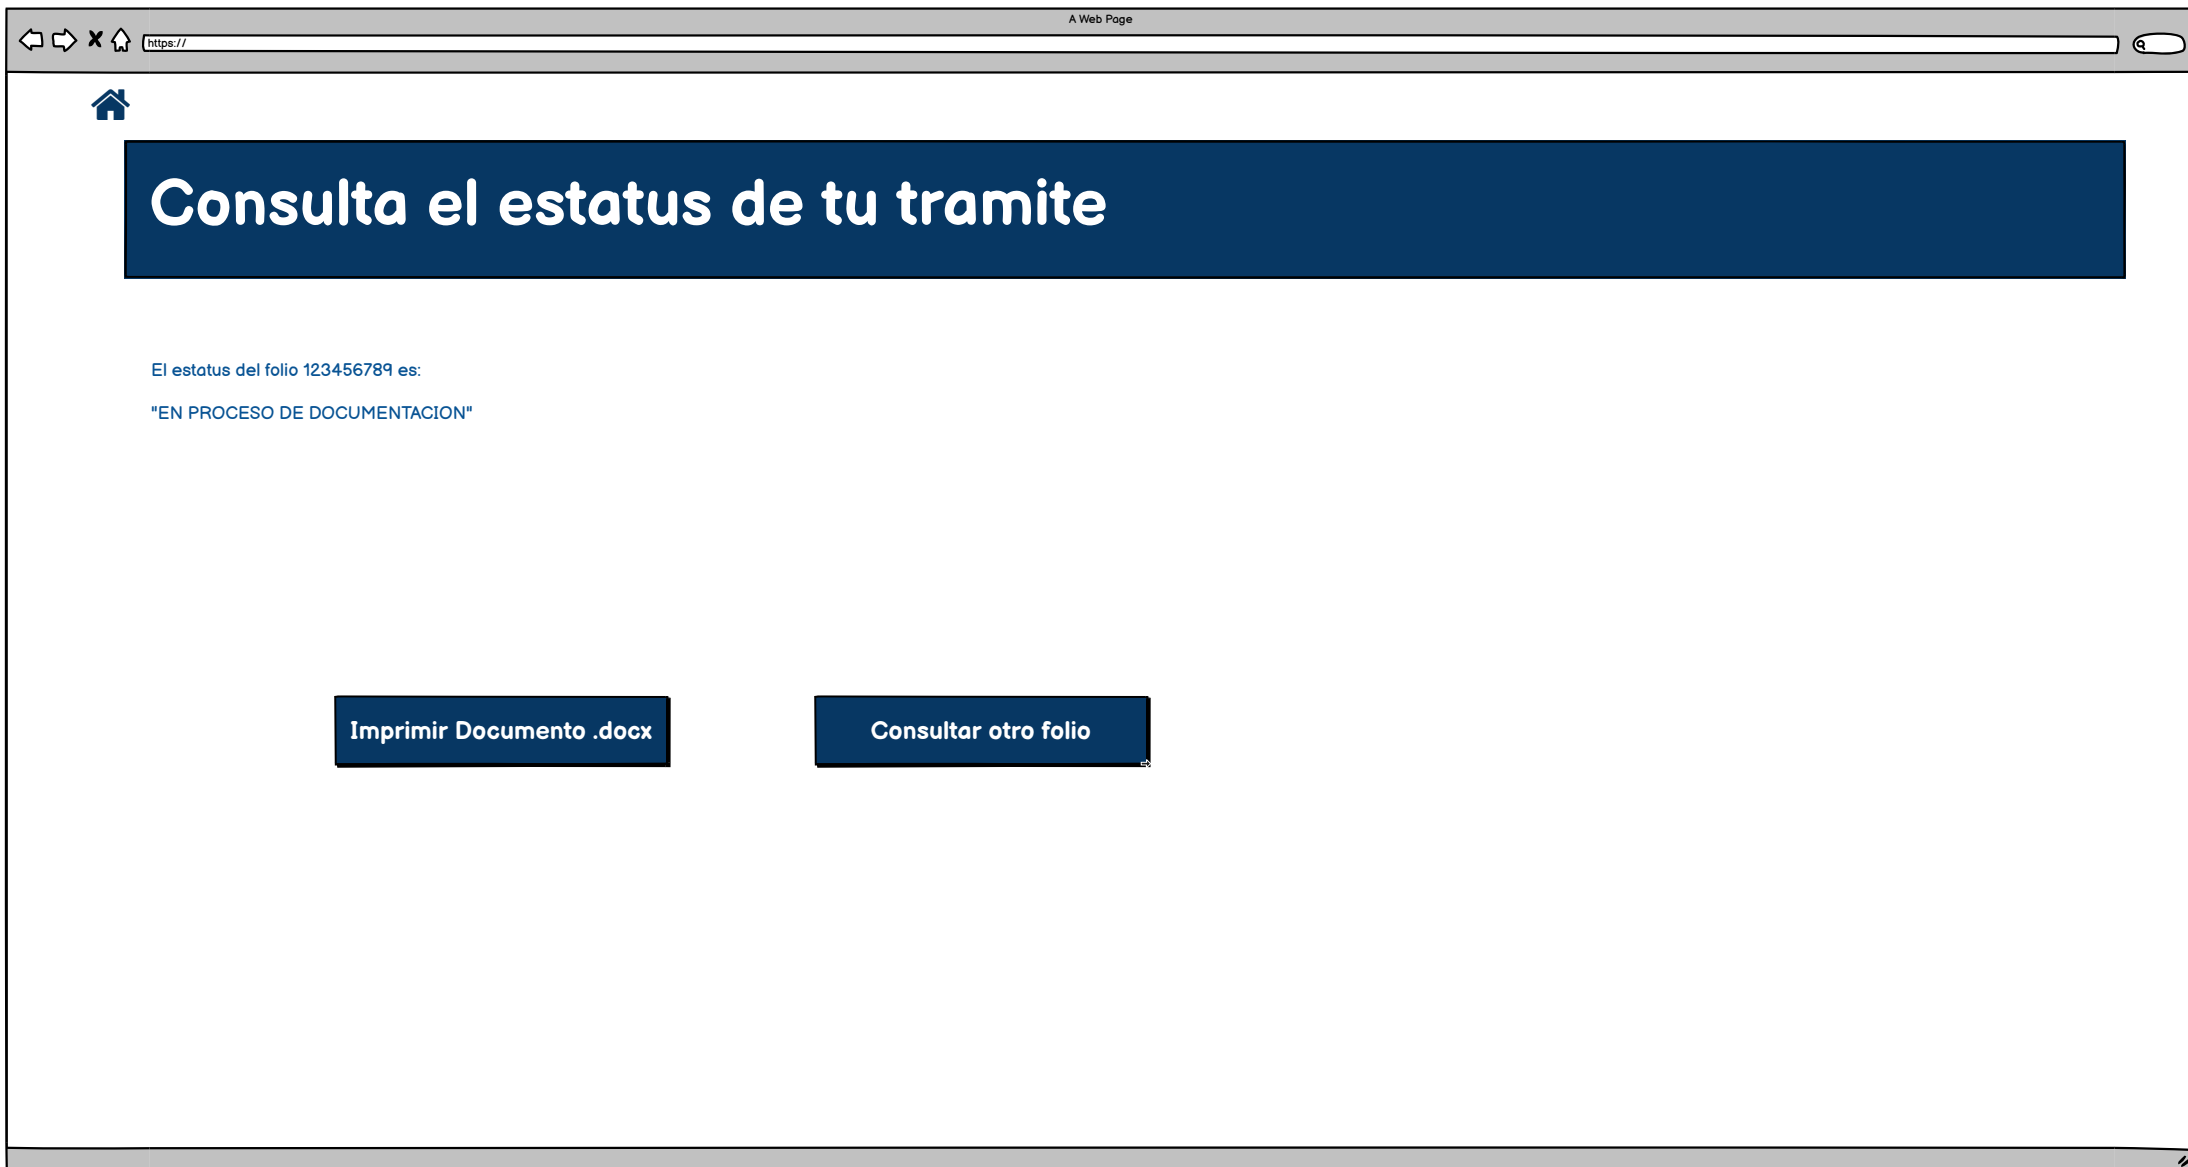 A Web Page
https://
Consulta el estatus de tu tramite
El estatus del folio 123456789 es:
"EN PROCESO DE DOCUMENTACION"
Imprimir Documento .docx
Consultar otro folio